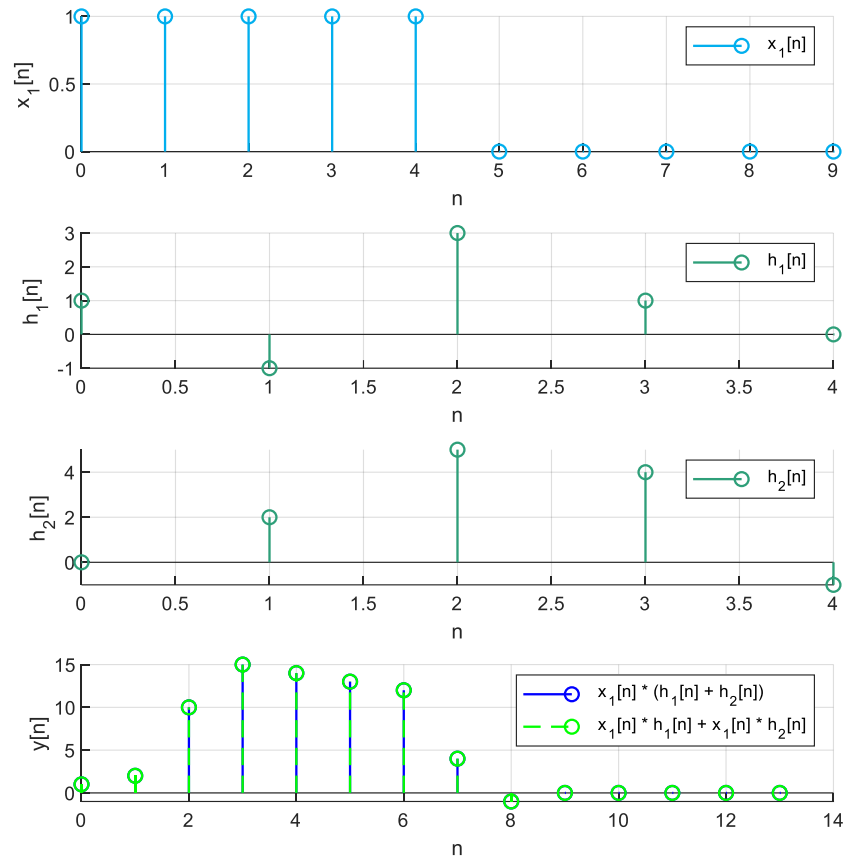 1
0.5
0
x1[n]
x1[n]
0 1 2 3 4 5 6 7 8 9
n
3
2
1
0
-1
h1[n]
h1[n]
0 0.5 1 1.5 2 2.5 3 3.5 4
n
4
2
0
h2[n]
h2[n]
0 0.5 1 1.5 2 2.5 3 3.5 4
n
15
10
5
0
y[n]
x1[n] * (h1[n] + h2[n])
x1[n] * h1[n] + x1[n] * h2[n]
0 2 4 6 8 10 12 14
n